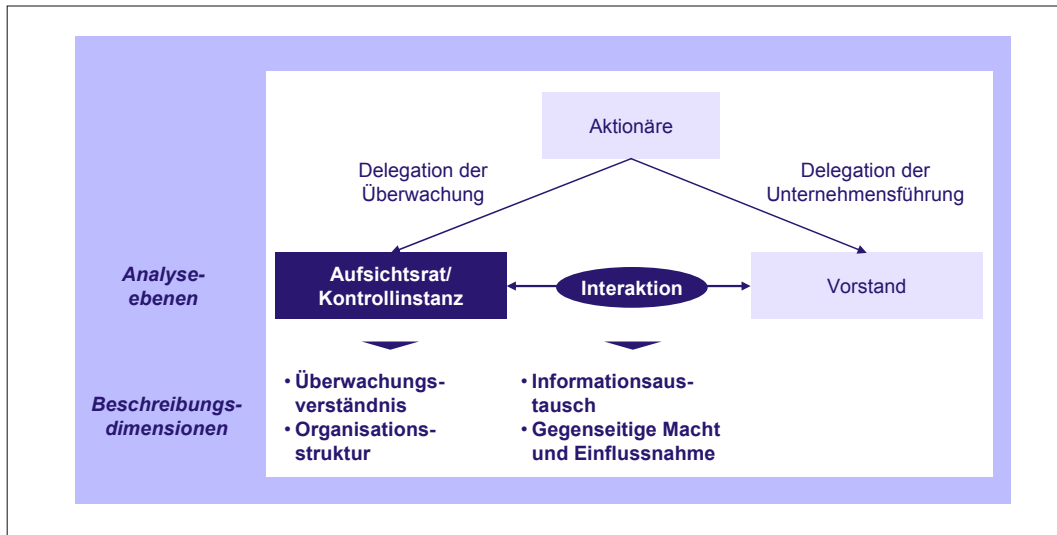 Aktionäre
Delegation der
Überwachung
Delegation der
Unternehmensführung
Analyse-
ebenen
Aufsichtsrat/
Kontrollinstanz
Interaktion
Vorstand
Beschreibungs-
dimensionen
• Überwachungs-
verständnis
• Organisations-
struktur
• Informationsaus-
tausch
• Gegenseitige Macht
und Einflussnahme